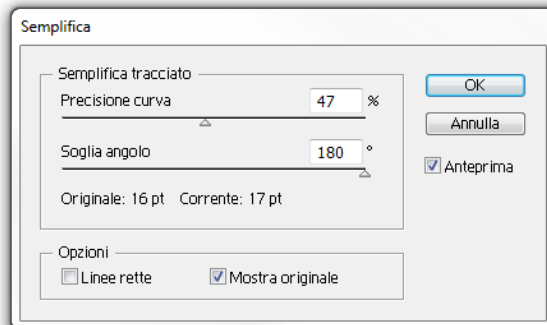 Semplifica
Semplifica tracciato
Precisione curva 47 %
Soglia angolo 180 °
Originale: 16 pt Corrente: 17 pt
Opzioni
Linee rette Mostra originale
OK
Annulla
Anteprima